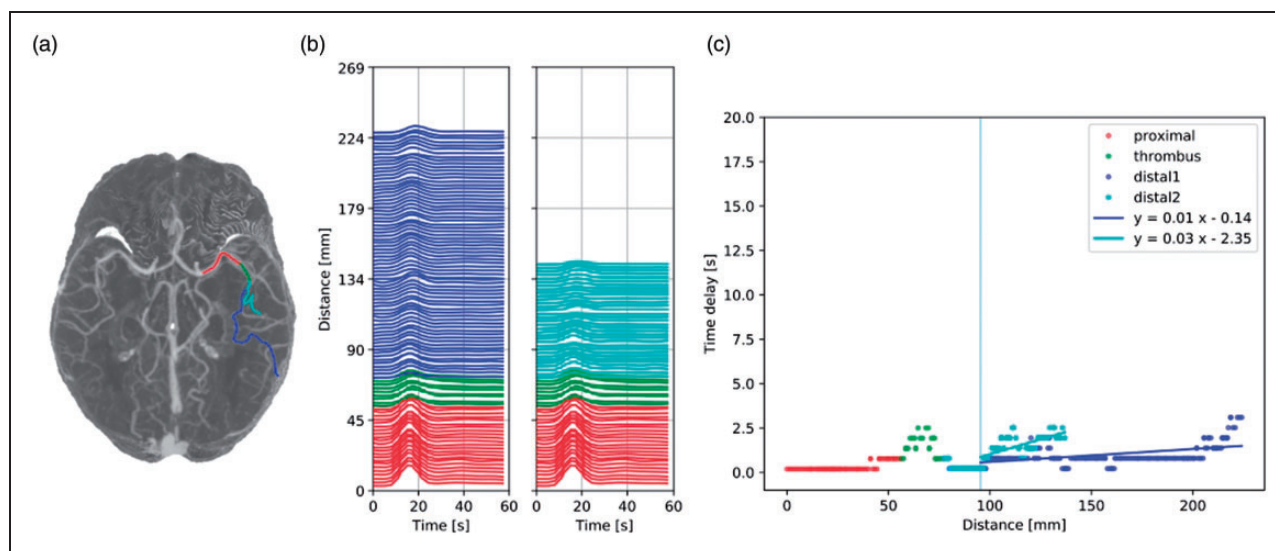 (a)
(b)
(c)
269
224
179
134
90
45
0
Distance [mm]
0 20 40 60
Time [s]
0 20 40 60
Time [s]
20.0
17.5
15.0
12.5
10.0
7.5
5.0
2.5
0.0
Time delay [s]
proximal
thrombus
distal1
distal2
y = 0.01 x - 0.14
y = 0.03 x - 2.35
0 50 100 150 200
Distance [mm]